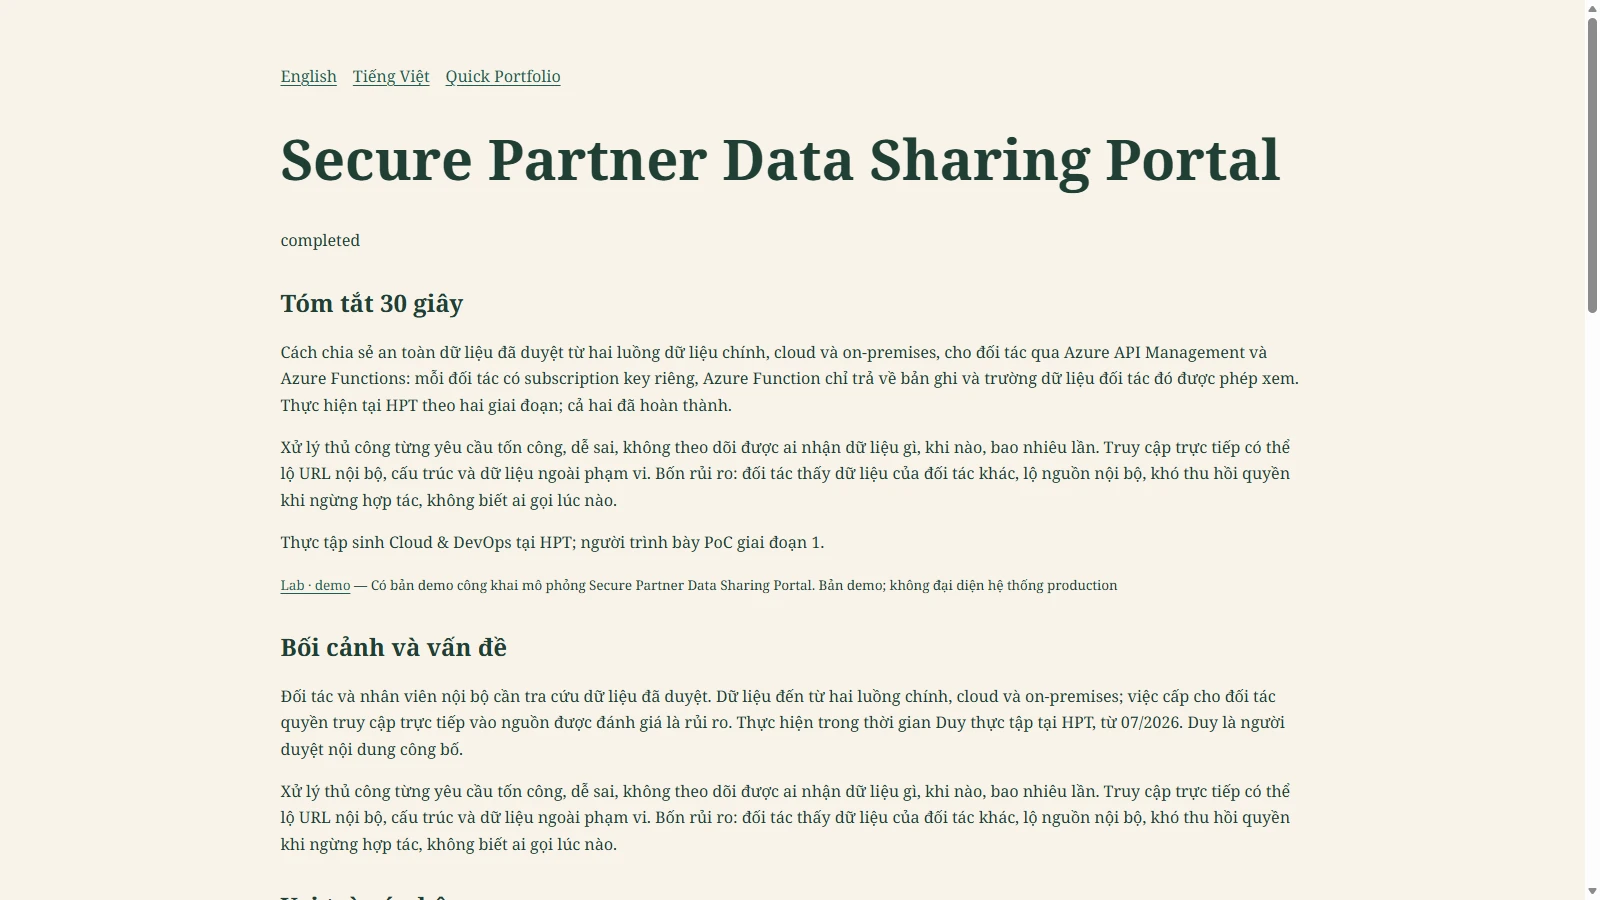 English Tiếng Việt Quick Portfolio
Secure Partner Data Sharing Portal
completed
Tóm tắt 30 giây
Cách chia sẻ an toàn dữ liệu đã duyệt từ hai luồng dữ liệu chính, cloud và on-premises, cho đối tác qua Azure API Management và
Azure Functions: mỗi đối tác có subscription key riêng, Azure Function chỉ trả về bản ghi và trường dữ liệu đối tác đó được phép xem.
Thực hiện tại HPT theo hai giai đoạn; cả hai đã hoàn thành.
Xử lý thủ công từng yêu cầu tốn công, dễ sai, không theo dõi được ai nhận dữ liệu gì, khi nào, bao nhiêu lần. Truy cập trực tiếp có thể
lộ URL nội bộ, cấu trúc và dữ liệu ngoài phạm vi. Bốn rủi ro: đối tác thấy dữ liệu của đối tác khác, lộ nguồn nội bộ, khó thu hồi quyền
khi ngừng hợp tác, không biết ai gọi lúc nào.
Thực tập sinh Cloud & DevOps tại HPT; người trình bày PoC giai đoạn 1.
Lab · demo — Có bản demo công khai mô phỏng Secure Partner Data Sharing Portal. Bản demo; không đại diện hệ thống production
Bối cảnh và vấn đề
Đối tác và nhân viên nội bộ cần tra cứu dữ liệu đã duyệt. Dữ liệu đến từ hai luồng chính, cloud và on-premises; việc cấp cho đối tác
quyền truy cập trực tiếp vào nguồn được đánh giá là rủi ro. Thực hiện trong thời gian Duy thực tập tại HPT, từ 07/2026. Duy là người
duyệt nội dung công bố.
Xử lý thủ công từng yêu cầu tốn công, dễ sai, không theo dõi được ai nhận dữ liệu gì, khi nào, bao nhiêu lần. Truy cập trực tiếp có thể
lộ URL nội bộ, cấu trúc và dữ liệu ngoài phạm vi. Bốn rủi ro: đối tác thấy dữ liệu của đối tác khác, lộ nguồn nội bộ, khó thu hồi quyền
khi ngừng hợp tác, không biết ai gọi lúc nào.